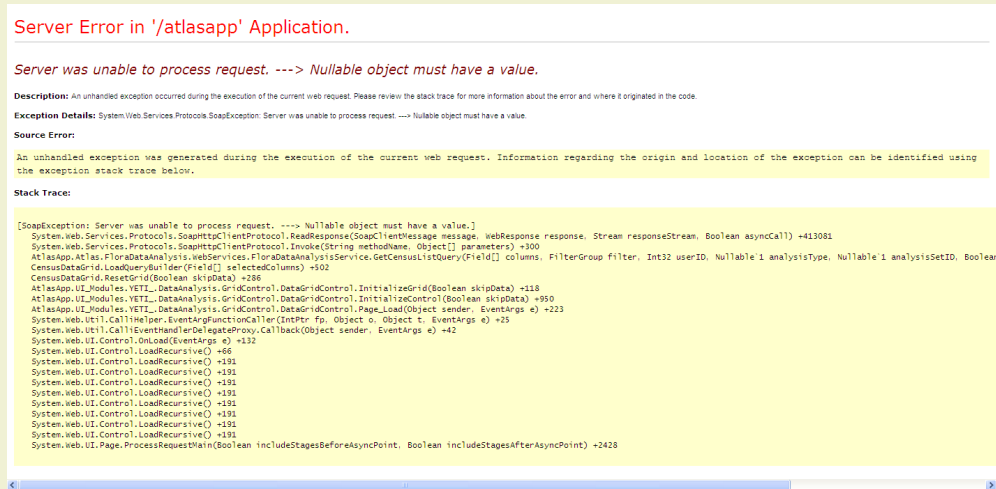 Server Error in '/atlasapp' Application.
Server was unable to process request. ---> Nullable object must have a value.
Description: An unhandled exception occurred during the execution of the current web request. Please review the stack trace for more information about the error and where it originated in the code.
Exception Details: System.Web.Services.Protocols.SoapException: Server was unable to process request. ---> Nullable object must have a value.
Source Error:
An unhandled exception was generated during the execution of the current web request. Information regarding the origin and location of the exception can be identified using
the exception stack trace below.
Stack Trace:
[SoapException: Server was unable to process request. ---> Nullable object must have a value.]
System.Web.Services.Protocols.SoapHttpClientProtocol.ReadResponse(SoapClientMessage message, WebResponse response, Stream responseStream, Boolean asyncCall) +413081
System.Web.Services.Protocols.SoapHttpClientProtocol.Invoke(String methodName, Object[] parameters) +300
AtlasApp.Atlas.FloraDataAnalysis.WebServices.FloraDataAnalysisService.GetCensusListQuery(Field[] columns, FilterGroup filter, Int32 userID, Nullable`1 analysisType, Nullable`1 analysisSetID, Boolean
CensusDataGrid.LoadQueryBuilder(Field[] selectedColumns) +502
CensusDataGrid.ResetGrid(Boolean skipData) +286
AtlasApp.UI_Modules.YETI_.DataAnalysis.GridControl.DataGridControl.InitializeGrid(Boolean skipData) +118
AtlasApp.UI_Modules.YETI_.DataAnalysis.GridControl.DataGridControl.InitializeControl(Boolean skipData) +950
AtlasApp.UI_Modules.YETI_.DataAnalysis.GridControl.DataGridControl.Page_Load(Object sender, EventArgs e) +223
System.Web.Util.CalliHelper.EventArgFunctionCaller(IntPtr fp, Object o, Object t, EventArgs e) +25
System.Web.Util.CalliEventHandlerDelegateProxy.Callback(Object sender, EventArgs e) +42
System.Web.UI.Control.OnLoad(EventArgs e) +132
System.Web.UI.Control.LoadRecursive() +66
System.Web.UI.Control.LoadRecursive() +191
System.Web.UI.Control.LoadRecursive() +191
System.Web.UI.Control.LoadRecursive() +191
System.Web.UI.Control.LoadRecursive() +191
System.Web.UI.Control.LoadRecursive() +191
System.Web.UI.Control.LoadRecursive() +191
System.Web.UI.Control.LoadRecursive() +191
System.Web.UI.Control.LoadRecursive() +191
System.Web.UI.Page.ProcessRequestMain(Boolean includeStagesBeforeAsyncPoint, Boolean includeStagesAfterAsyncPoint) +2428